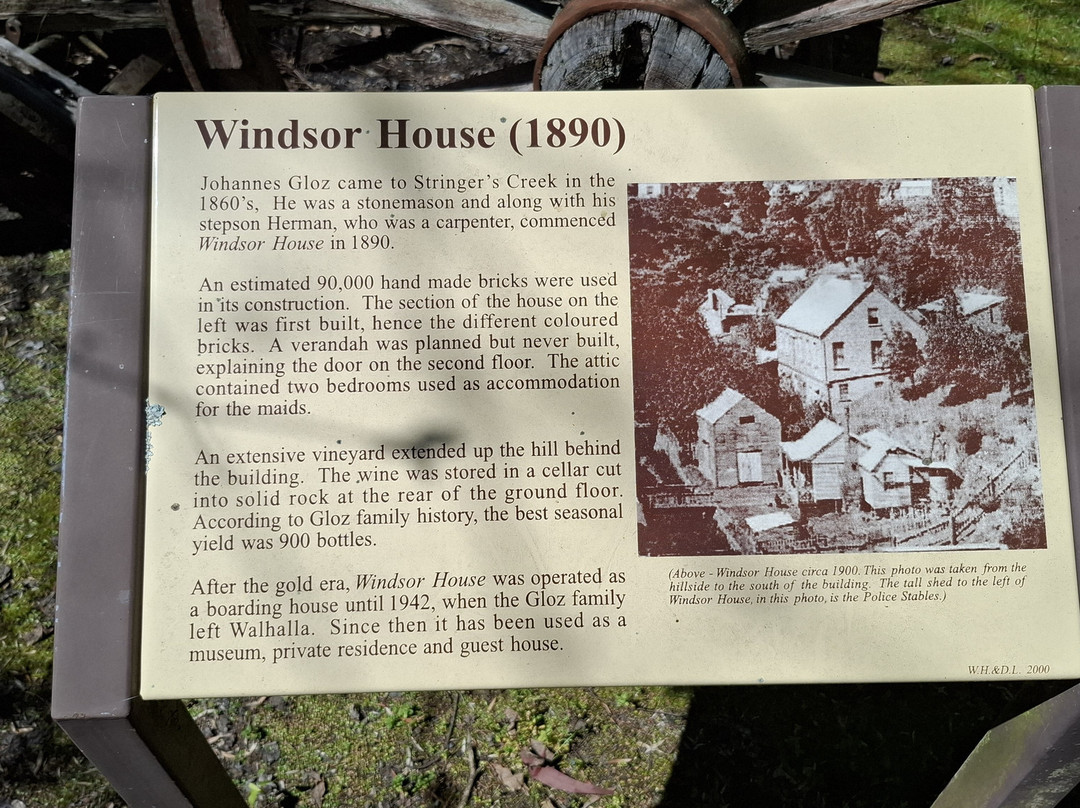 Windsor House (1890)
Johannes Gloz came to Stringer's Creek in the
1860's, He was a stonemason and along with his
stepson Herman, who was a carpenter, commenced
Windsor House in 1890.
An estimated 90,000 hand made bricks were used
in its construction. The section of the house on the
left was first built, hence the different coloured
bricks. A verandah was planned but never built,
explaining the door on the second floor. The attic
contained two bedrooms used as accommodation
for the maids.
An extensive vineyard extended up the hill behind
the building. The wine was stored in a cellar cut
into solid rock at the rear of the ground floor.
According to Gloz family history, the best seasonal
yield was 900 bottles.
After the gold era, Windsor House was operated as
a boarding house until 1942, when the Gloz family
left Walhalla. Since then it has been used as a
museum, private residence and guest house.
(Above - Windsor House circa 1900. This photo was taken from the
hillside to the south of the building. The tall shed to the left of
Windsor House, in this photo, is the Police Stables.)
W.H.&D.L. 2000